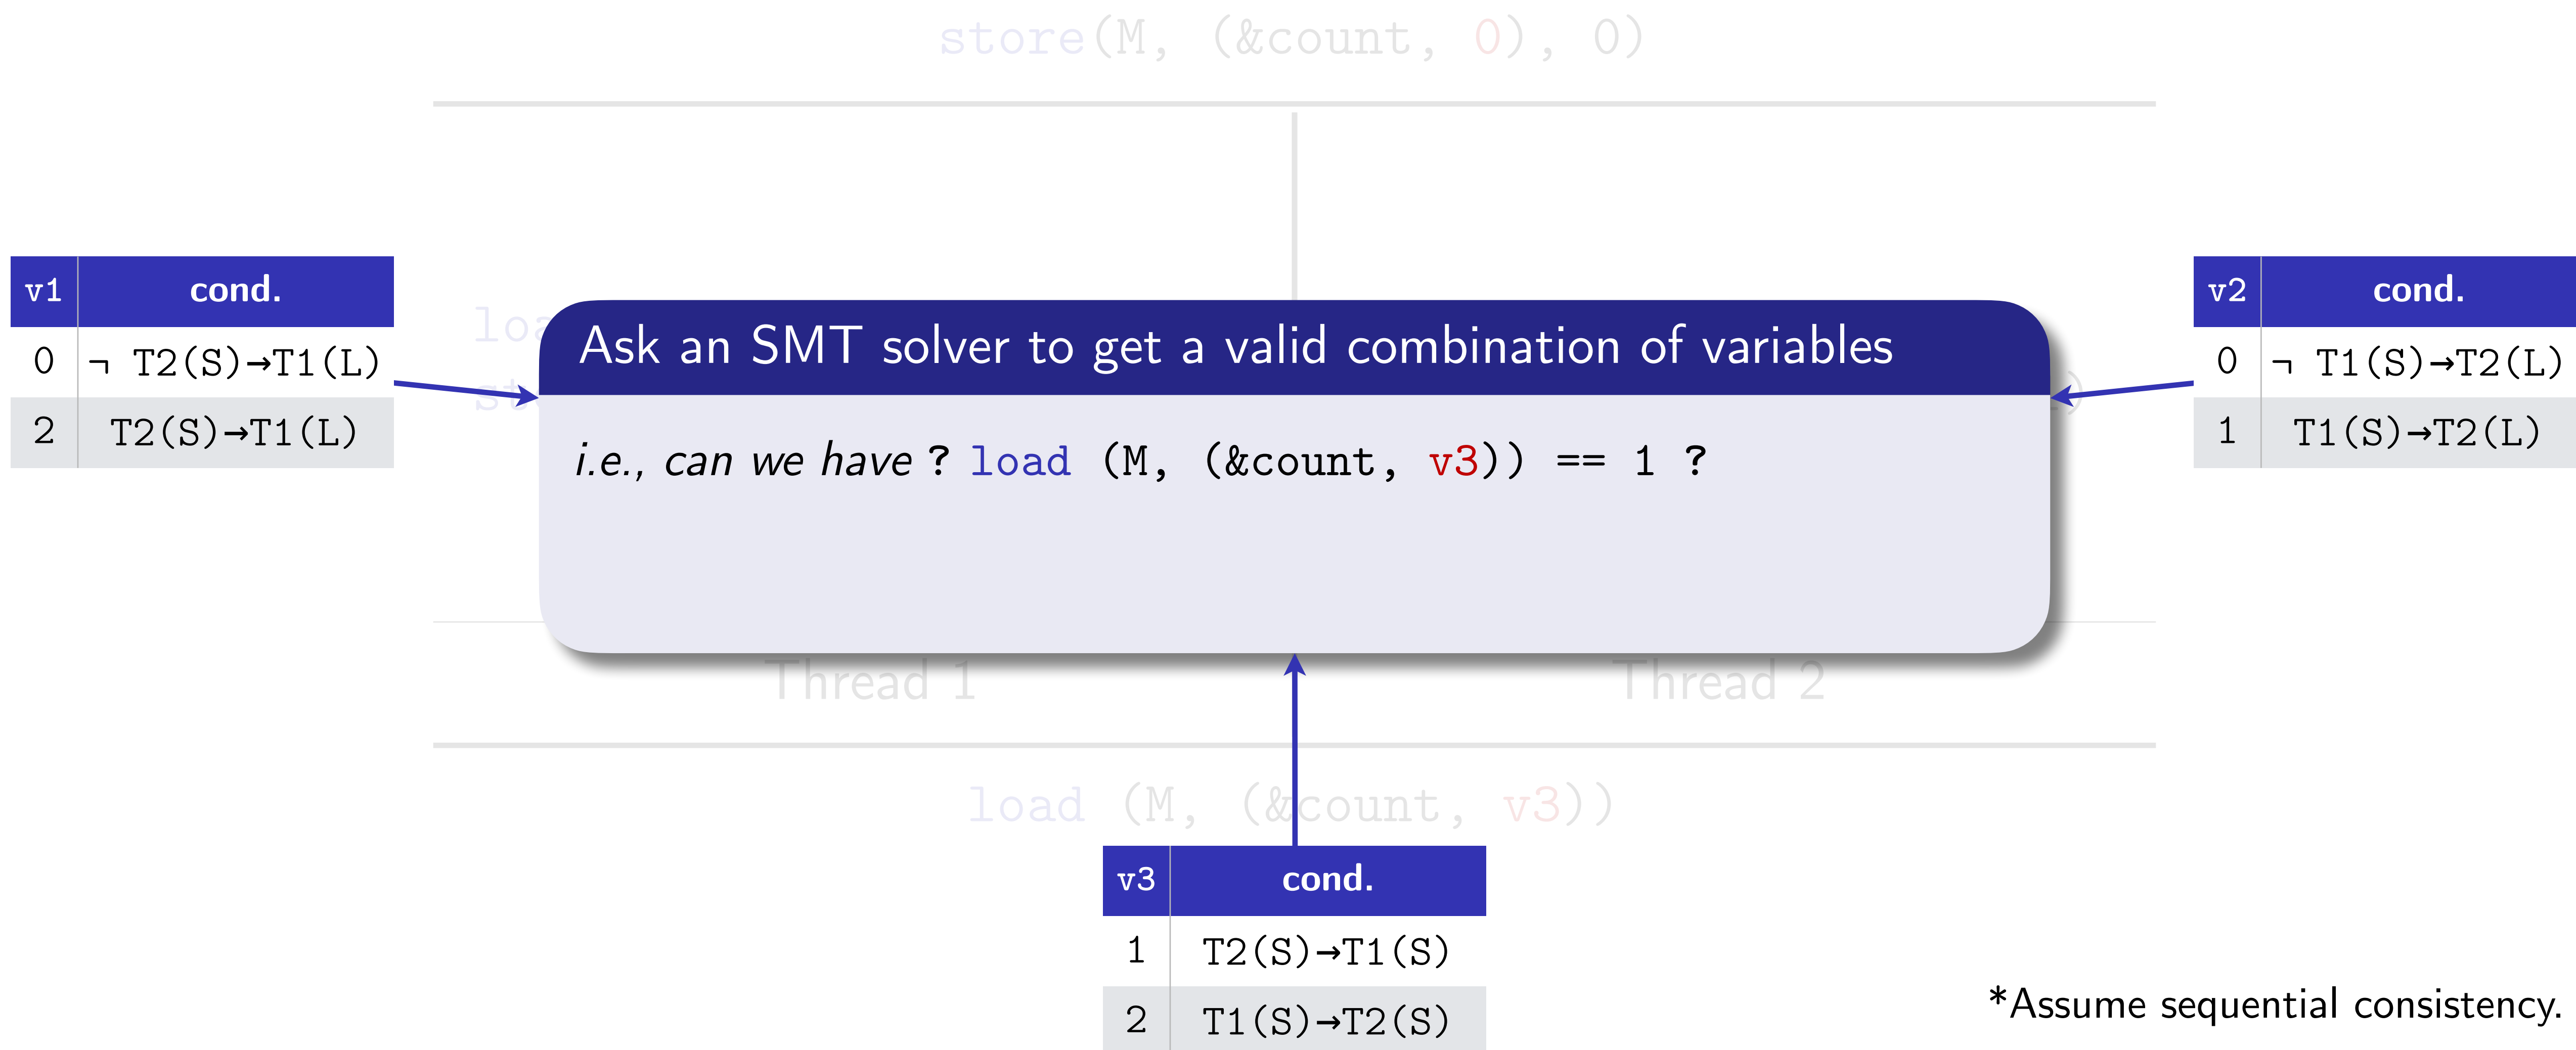 store(M, (&count, 0), 0)
v1 cond.
0 ¬ T2(S)→T1(L)
2 T2(S)→T1(L)
Ask an SMT solver to get a valid combination of variables
i.e., can we have ? load (M, (&count, v3)) == 1 ?
v2 cond.
0 ¬ T1(S)→T2(L)
1 T1(S)→T2(L)
Thread 1 Thread 2
load (M, (&count, v3))
v3 cond.
1 T2(S)→T1(S)
2 T1(S)→T2(S)
*Assume sequential consistency.